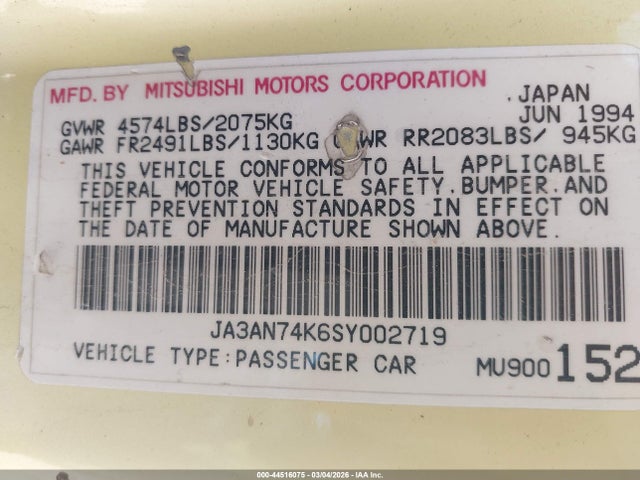 MFD. BY MITSUBISHI MOTORS CORPORATION
JAPAN
JUN 1994
GVWR 4574LBS/2075KG
GAWR FR2491LBS/1130KG WR RR2083LBS/ 945KG
THIS VEHICLE CONFORMS TO ALL APPLICABLE
FEDERAL MOTOR VEHICLE SAFETY.BUMPER.AND
THEFT PREVENTION STANDARDS IN EFFECT ON
THE DATE OF MANUFACTURE SHOWN ABOVE.
JA3AN74K6SY002719
VEHICLE TYPE:PASSENGER CAR MU900152
000-44516075 - 03/04/2026 - IAA Inc.